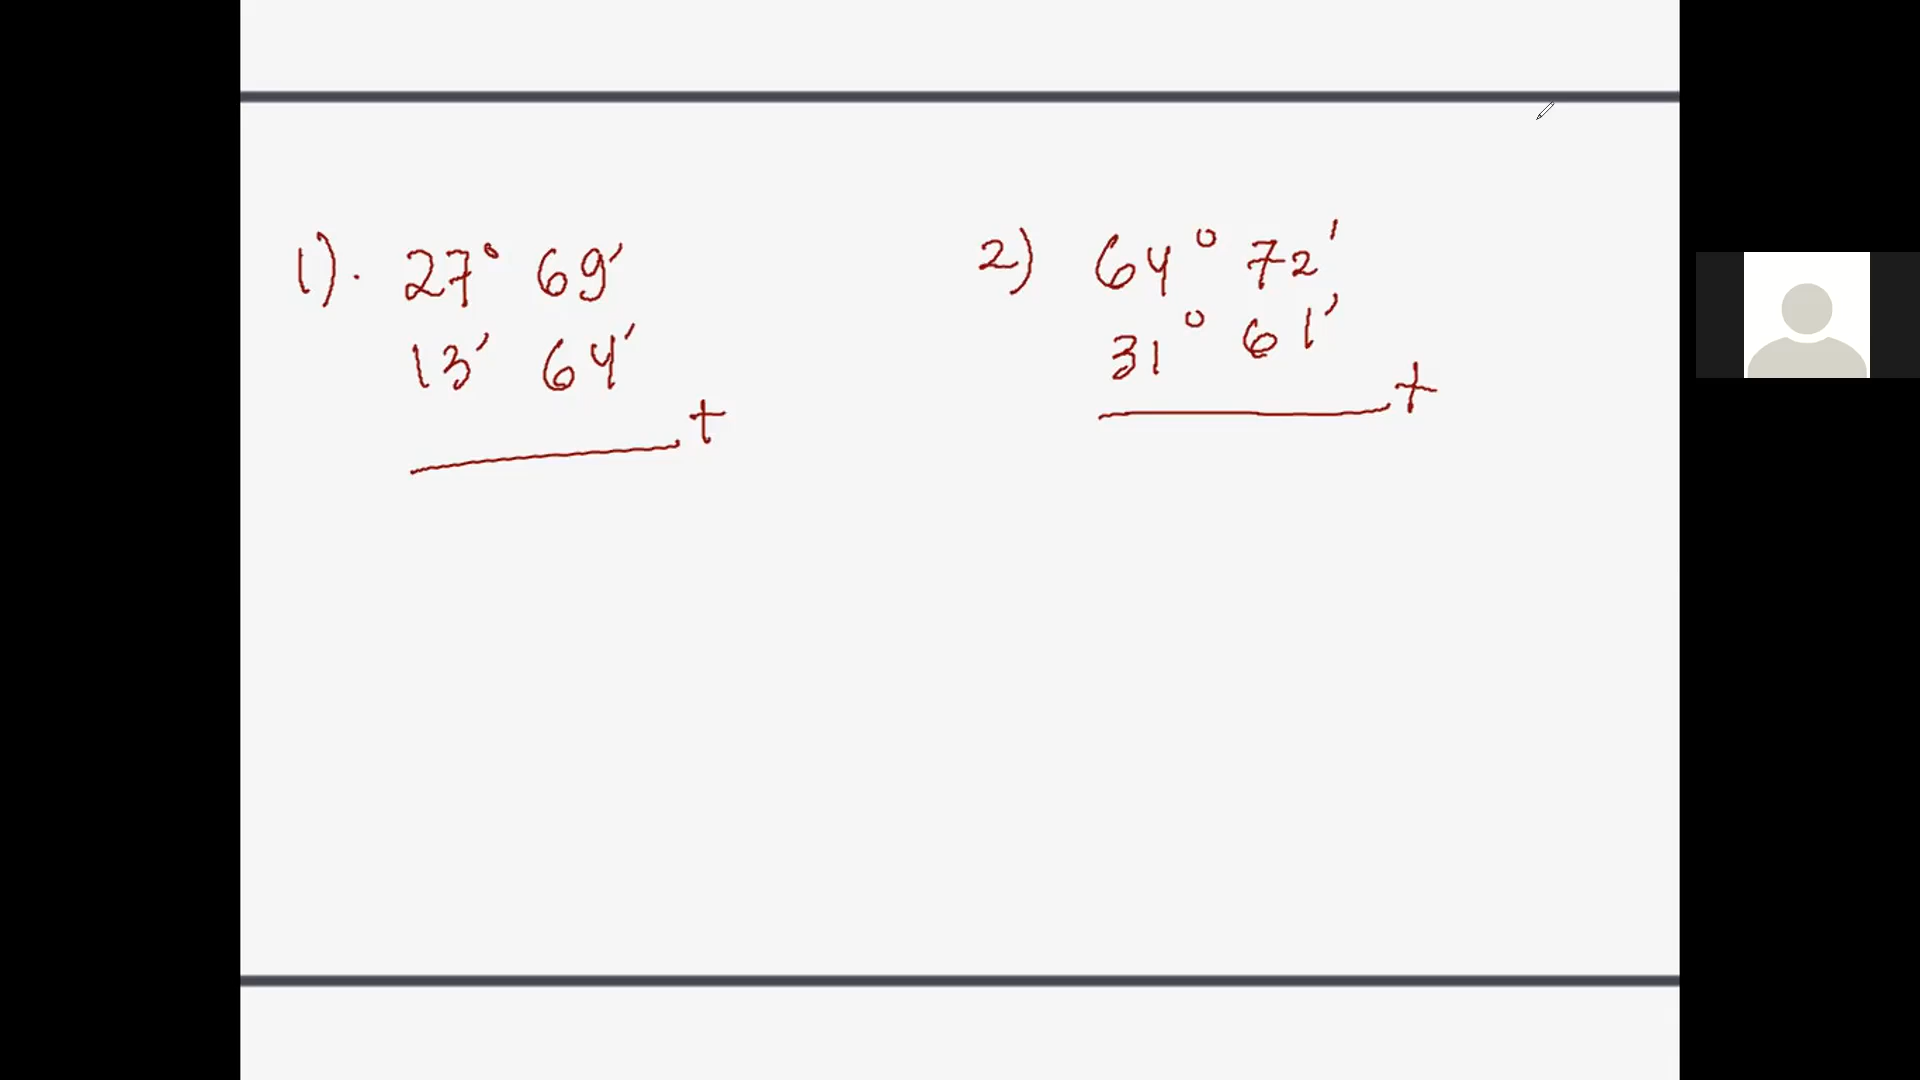 1). 27° 69'
13' 64'
+
2) 64° 72'
31° 61'
+